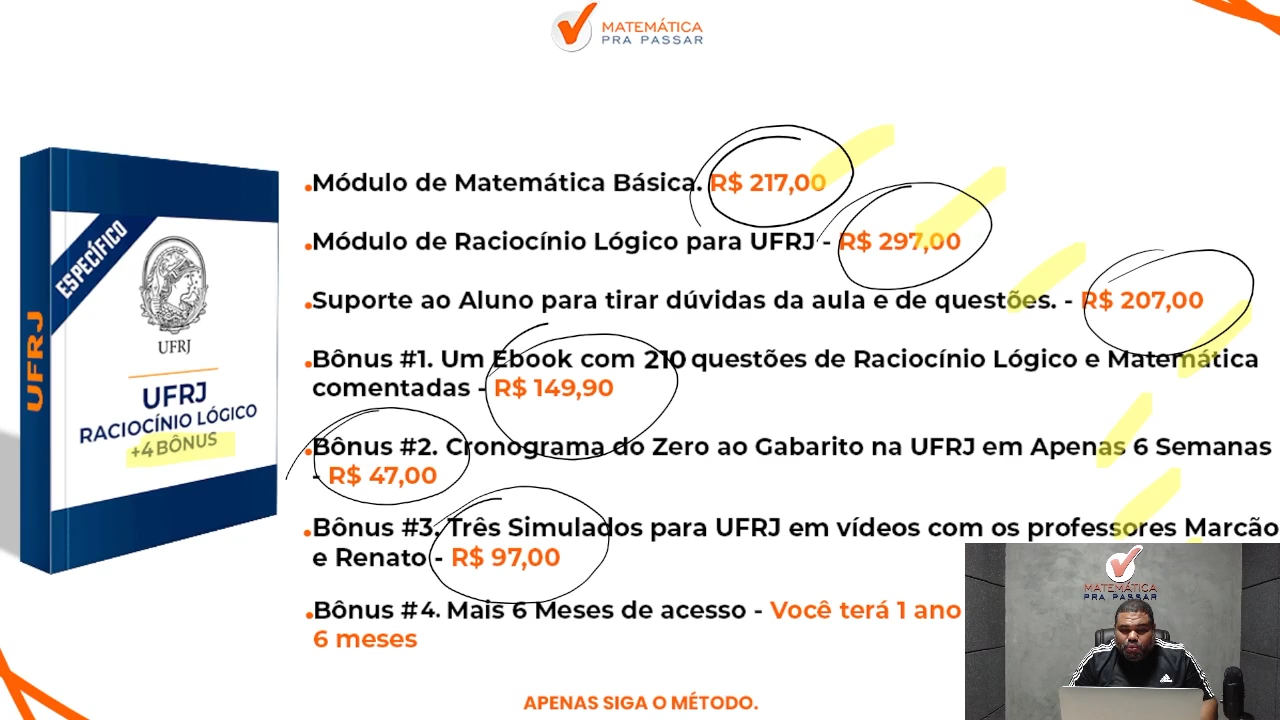 MATEMÁTICA
PRA PASSAR
•Módulo de Matemática Básica. R$ 217,00
•Módulo de Raciocínio Lógico para UFRJ - R$ 297,00
•Suporte ao Aluno para tirar dúvidas da aula e de questões. - R$ 207,00
•Bônus #1. Um Ebook com 210 questões de Raciocínio Lógico e Matemática
comentadas - R$ 149,90
•Bônus #2. Cronograma do Zero ao Gabarito na UFRJ em Apenas 6 Semanas
- R$ 47,00
•Bônus #3. Três Simulados para UFRJ em vídeos com os professores Marcão
e Renato - R$ 97,00
•Bônus #4. Mais 6 Meses de acesso - Você terá 1 ano
6 meses
ESPECÍFICO
UFRJ
UFRJ
UFRJ
RACIOCÍNIO LÓGICO
+4 BÔNUS
MATEMÁTICA
PRA PASSAR
adidas
APENAS SIGA O MÉTODO.